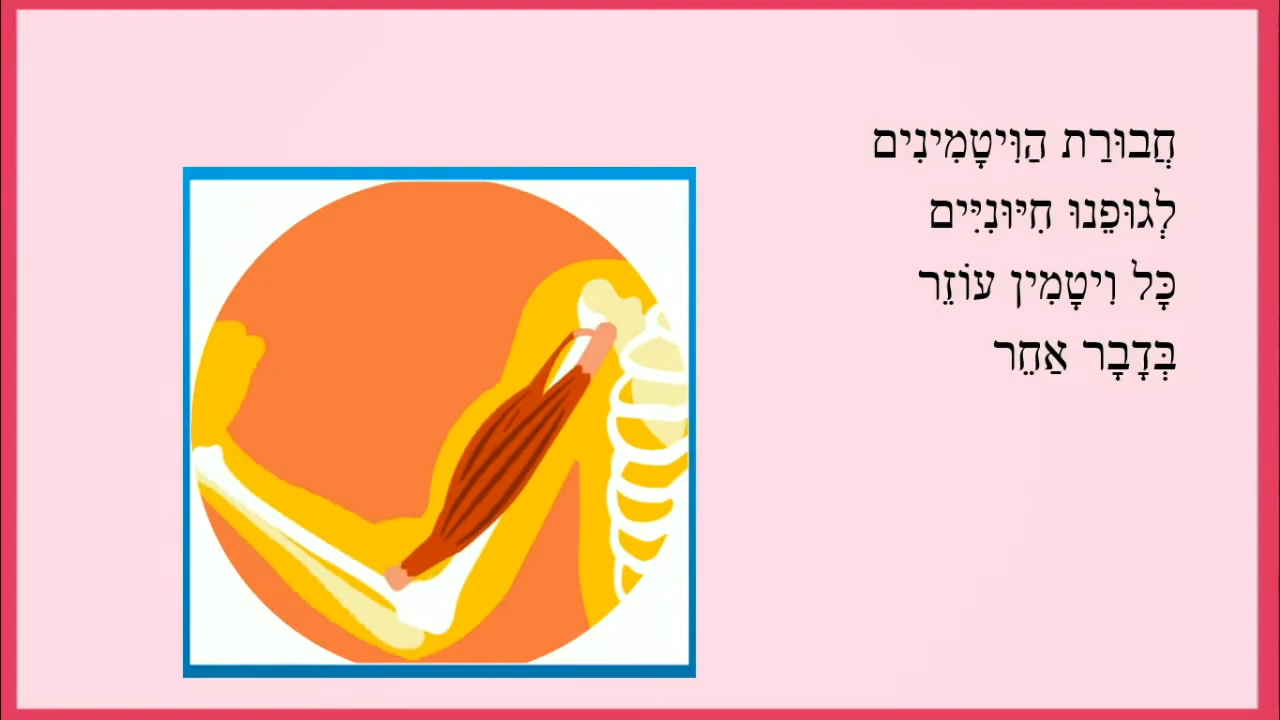 חֲבוּרַת הַוִּיטָמִינִים
לְגוּפֵנוּ חִיּוּנִיִּים
כָּל וִיטָמִין עוֹזֵר
בְּדָבָר אַחֵר